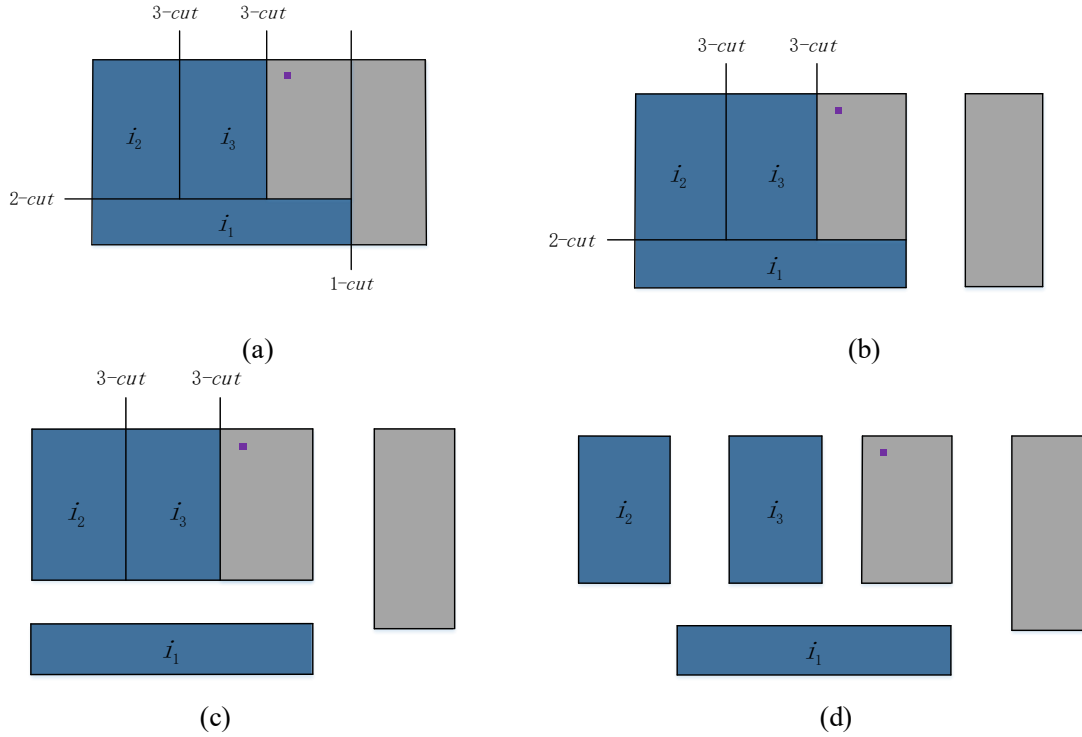 3-cut 3-cut
i₂ i₃
2-cut
i₁
1-cut
(a)
3-cut 3-cut
i₂ i₃
2-cut
i₁
(b)
3-cut 3-cut
i₂ i₃
i₁
(c)
i₂ i₃
i₁
(d)